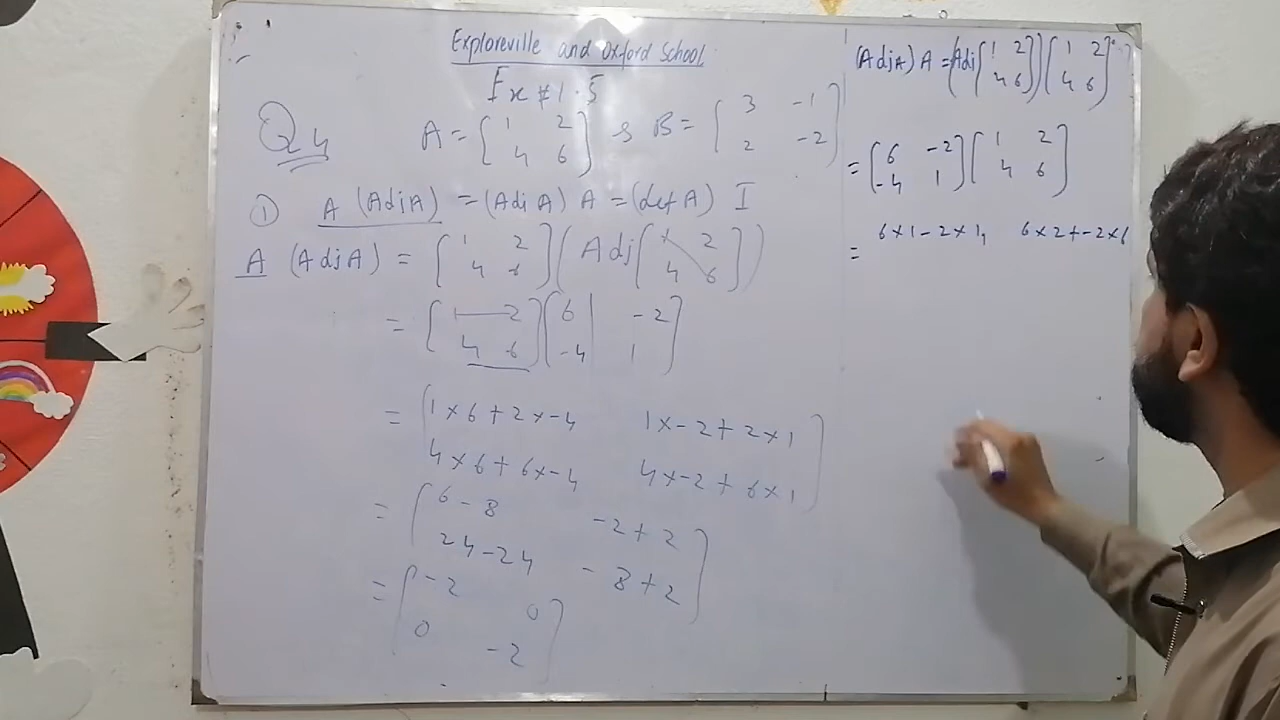 Exploreville and Oxford School.
Ex # 1.5
Q4 A = [1 2 & B = [3 -1
4 6] 2 -2]
① A (AdjA) = (Adj A) A = (det A) I
A (AdjA) = [1 2 (Adj [1 2
4 6] 4 6])
= [1 2 [6 -2
4 6] -4 1]
= [1×6+2×-4 1×-2+2×1
4×6+6×-4 4×-2+6×1]
= [6-8 -2+2
24-24 -8+2]
= [-2 0
0 -2]
(AdjA) A = (Adj [1 2 [1 2
4 6]) 4 6]
= [6 -2 [1 2
-4 1] 4 6]
= 6×1-2×4 6×2+-2×6